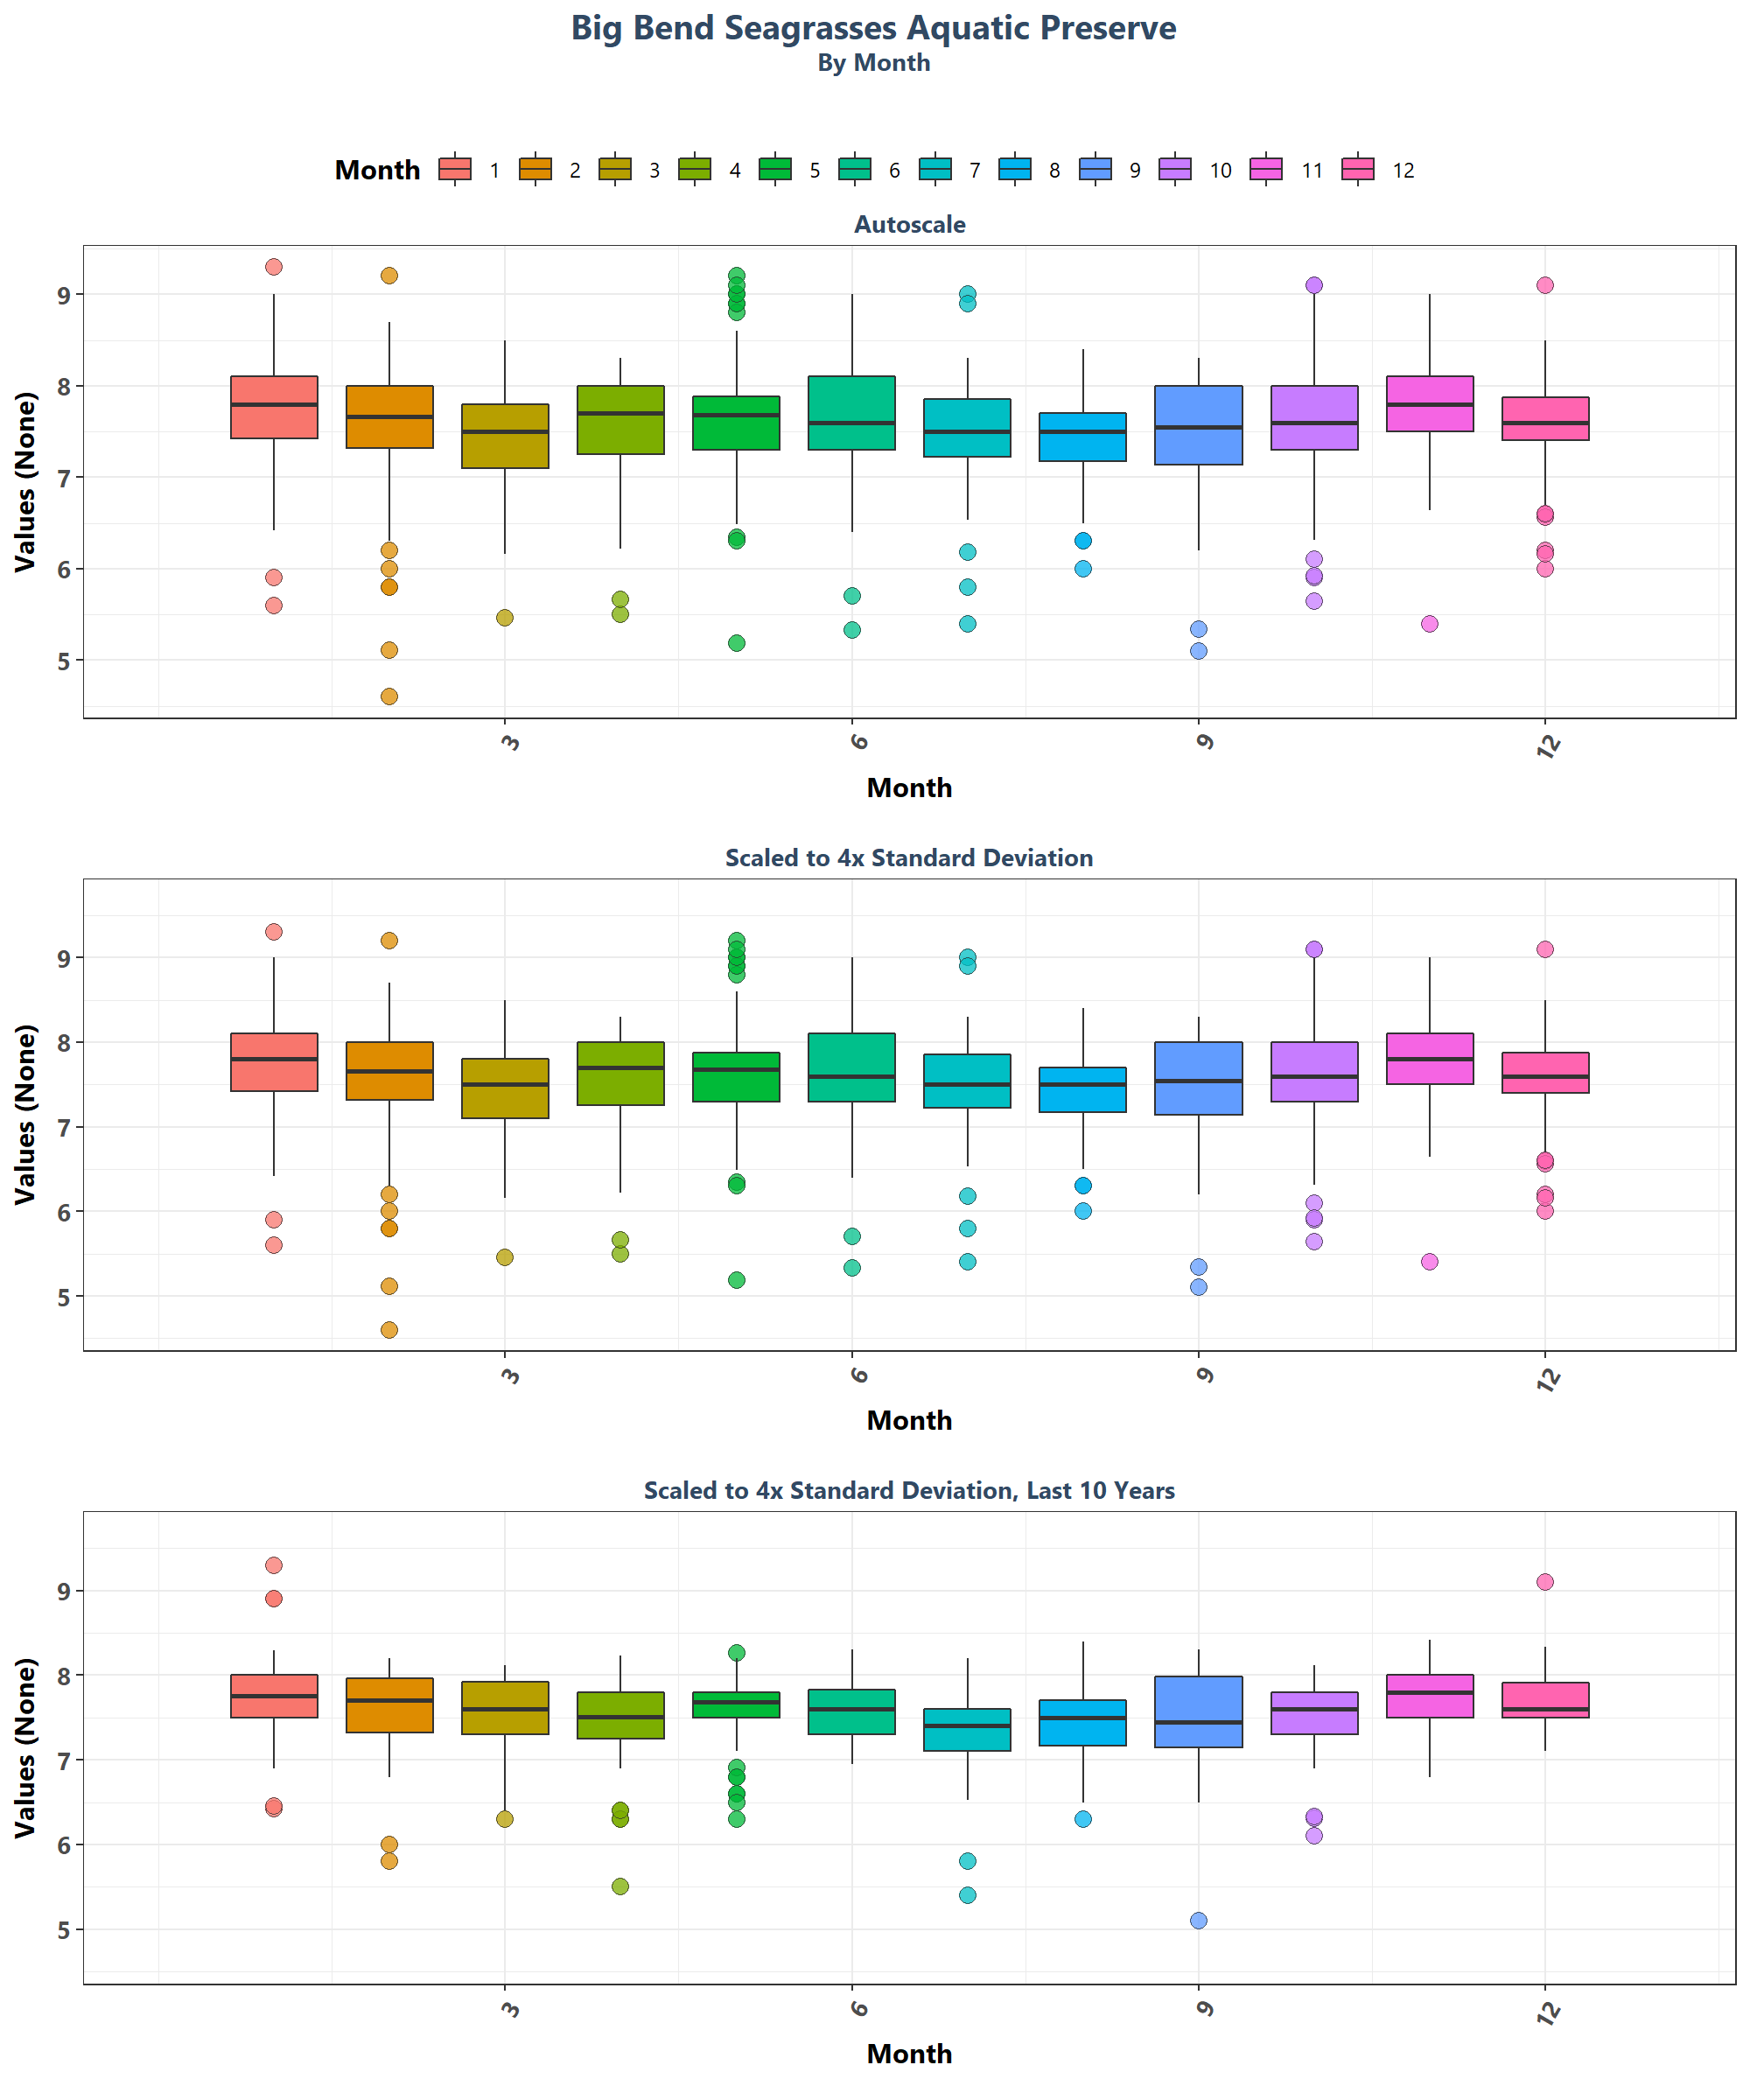 Big Bend Seagrasses Aquatic Preserve
By Month
Month 1 2 3 4 5 6 7 8 9 10 11 12
Autoscale
Values (None)
9
8
7
6
5
3 6 9 12
Month
Scaled to 4x Standard Deviation
Values (None)
9
8
7
6
5
3 6 9 12
Month
Scaled to 4x Standard Deviation, Last 10 Years
Values (None)
9
8
7
6
5
3 6 9 12
Month